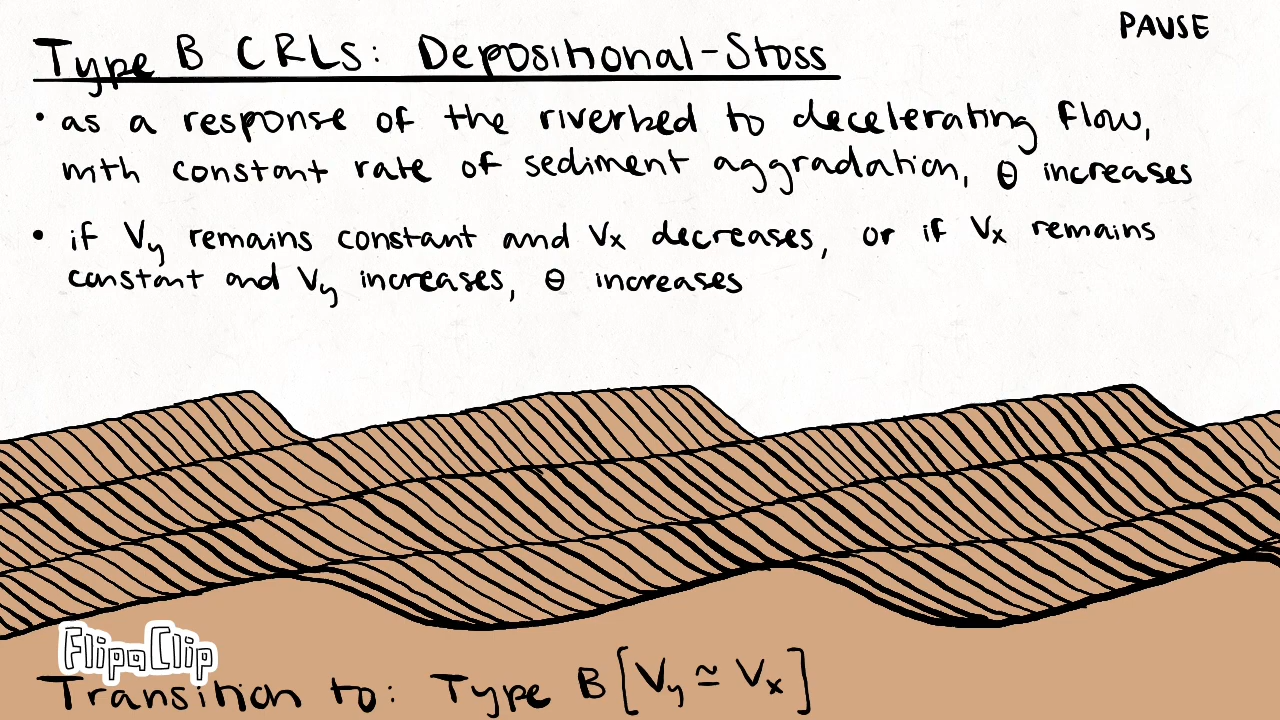 PAUSE
Type B CRLs: Depositional-Stoss
• as a response of the riverbed to decelerating flow,
with constant rate of sediment aggradation, θ increases
• if Vy remains constant and Vx decreases, or if Vx remains
constant and Vy increases, θ increases
FlipaClip
Transition to: Type B [Vy ≃ Vx]